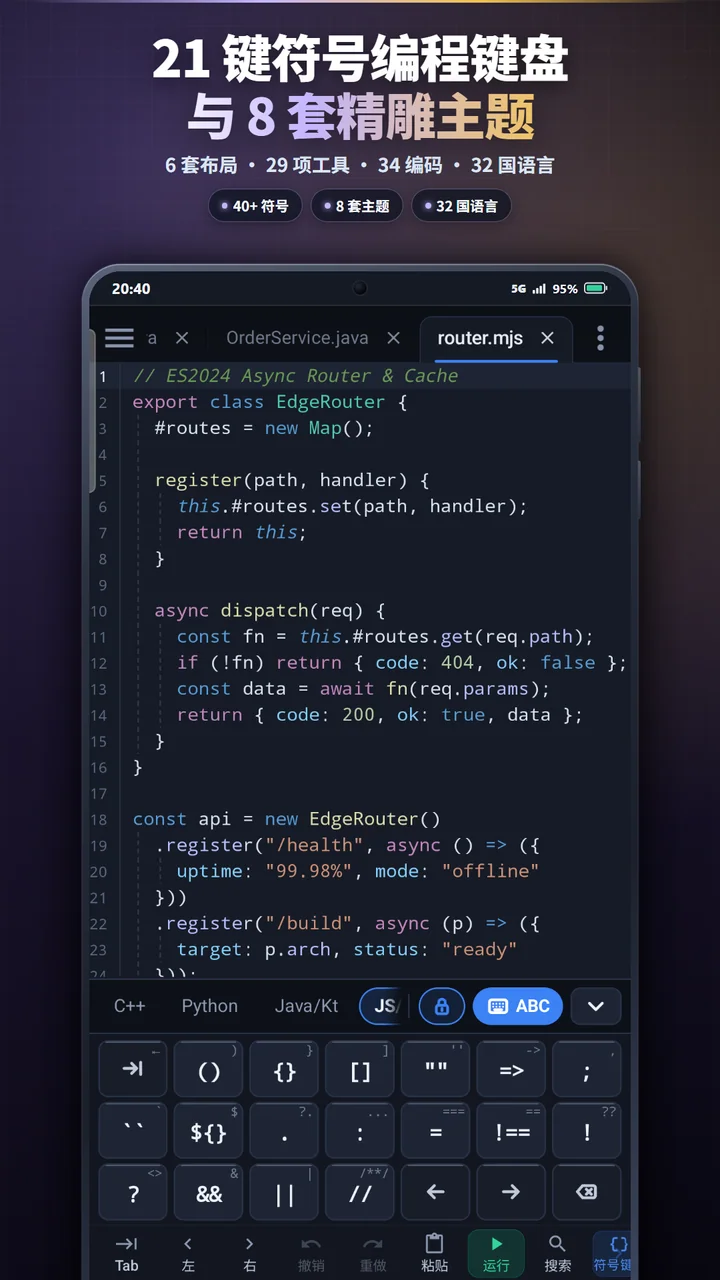 21 键符号编程键盘
与 8 套精雕主题
6 套布局 • 29 项工具 • 34 编码 • 32 国语言
40+ 符号 8 套主题 32 国语言
20:40 5G 95%
a OrderService.java router.mjs
1 // ES2024 Async Router & Cache
2 export class EdgeRouter {
3 #routes = new Map();
4
5 register(path, handler) {
6 this.#routes.set(path, handler);
7 return this;
8 }
9
10 async dispatch(req) {
11 const fn = this.#routes.get(req.path);
12 if (!fn) return { code: 404, ok: false };
13 const data = await fn(req.params);
14 return { code: 200, ok: true, data };
15 }
16 }
17
18 const api = new EdgeRouter()
19 .register("/health", async () => ({
20 uptime: "99.98%", mode: "offline"
21 }))
22 .register("/build", async (p) => ({
23 target: p.arch, status: "ready"
24 }));
C++ Python Java/Kt JS/ ABC
← ) } ] '' -> ,
() {} [] "" => ;
` $ ?. ... === == ??
`` ${} . : = !== !
<> & | /**/
? && || // ← →
Tab 左 右 撤销 重做 粘贴 运行 搜索 符号键